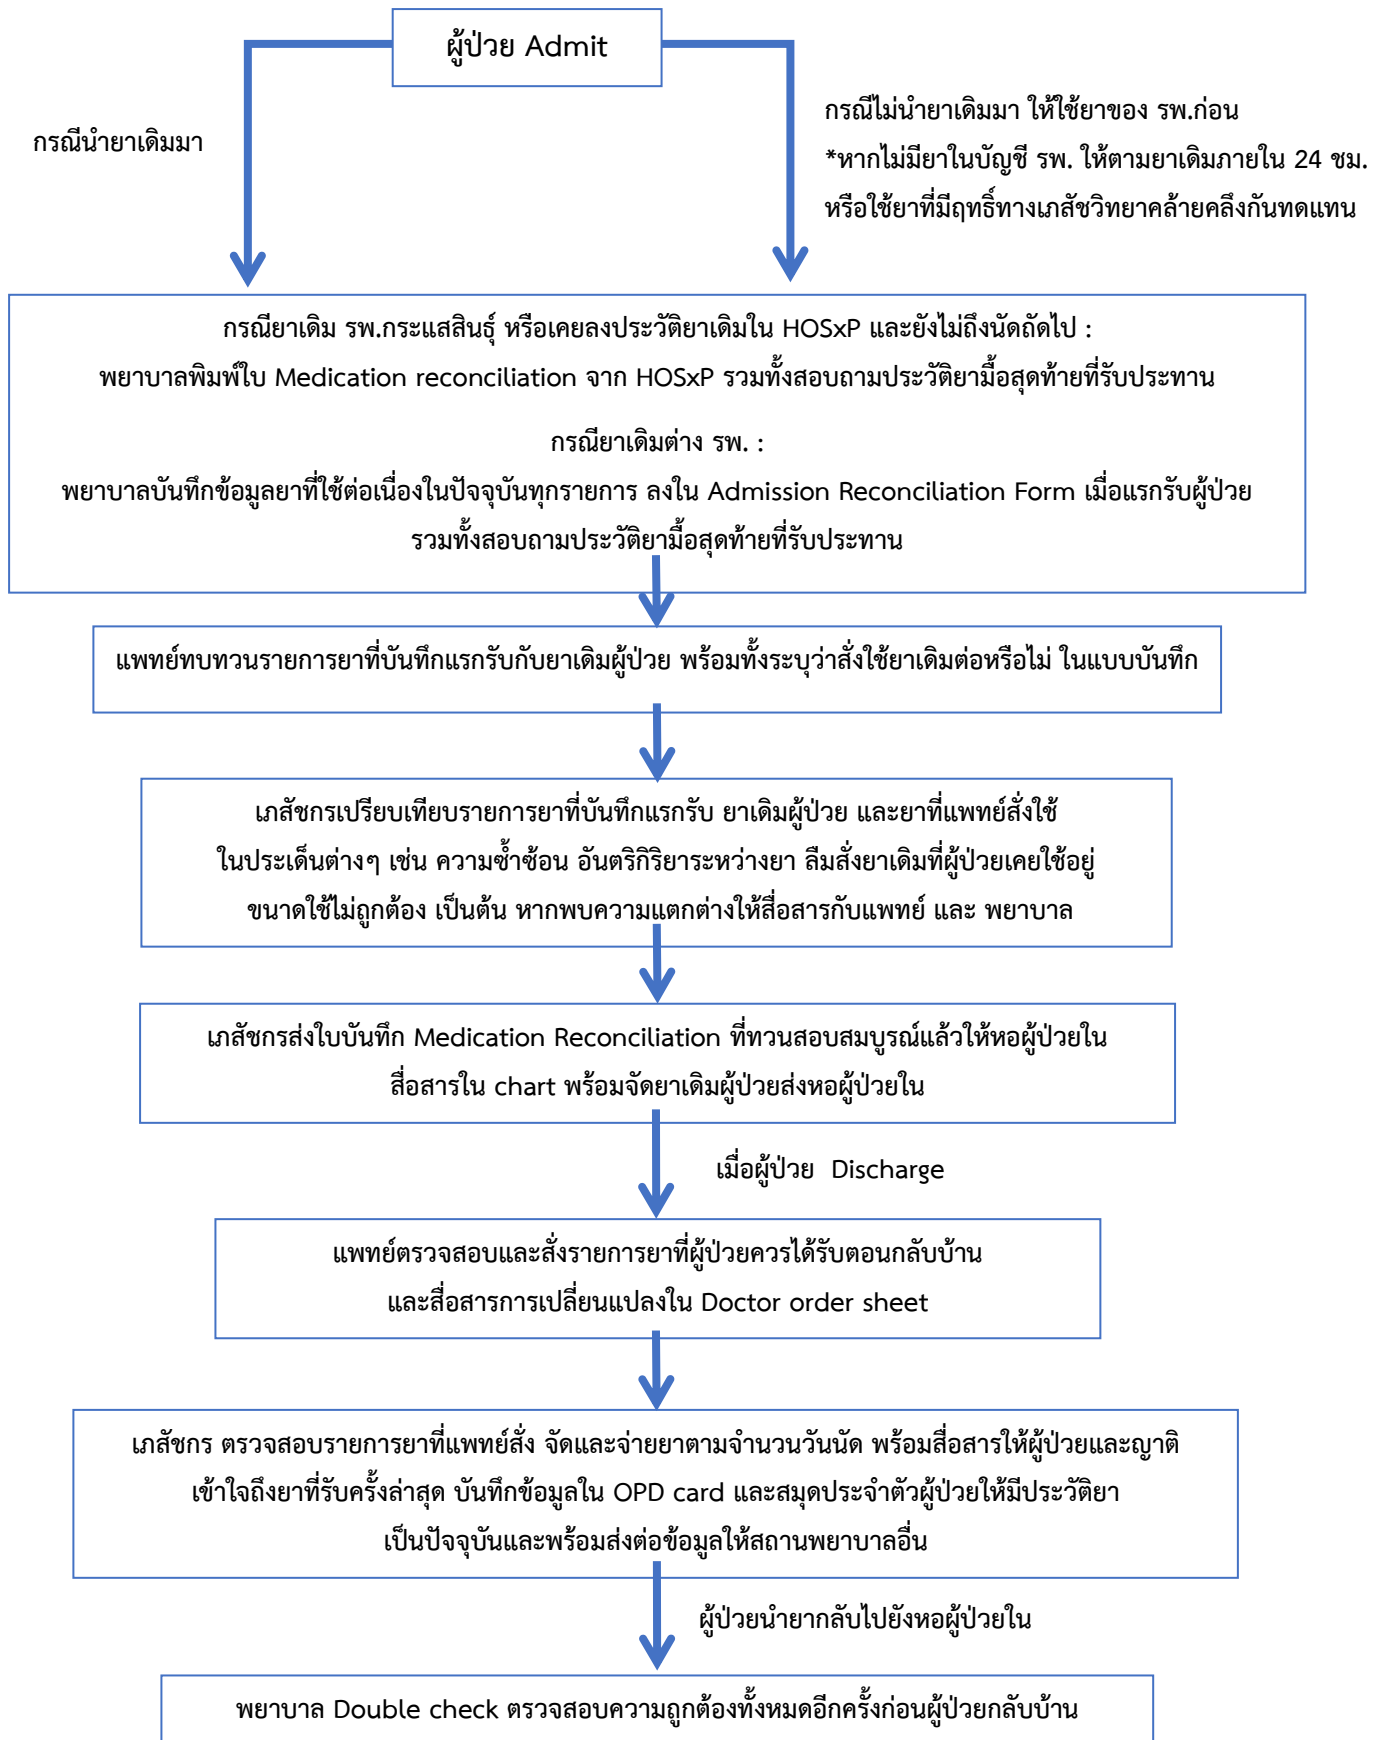 ผู้ป่วย Admit
กรณีนำยาเดิมมา
กรณีไม่นำยาเดิมมา ให้ใช้ยาของ รพ.ก่อน
*หากไม่มียาในบัญชี รพ. ให้ตามยาเดิมภายใน 24 ชม.
หรือใช้ยาที่มีฤทธิ์ทางเภสัชวิทยาคล้ายคลึงกันทดแทน
กรณียาเดิม รพ.กระแสสินธุ์ หรือเคยลงประวัติยาเดิมใน HOSxP และยังไม่ถึงนัดถัดไป :
พยาบาลพิมพ์ใบ Medication reconciliation จาก HOSxP รวมทั้งสอบถามประวัติยามื้อสุดท้ายที่รับประทาน
กรณียาเดิมต่าง รพ. :
พยาบาลบันทึกข้อมูลยาที่ใช้ต่อเนื่องในปัจจุบันทุกรายการ ลงใน Admission Reconciliation Form เมื่อแรกรับผู้ป่วย
รวมทั้งสอบถามประวัติยามื้อสุดท้ายที่รับประทาน
แพทย์ทบทวนรายการยาที่บันทึกแรกรับกับยาเดิมผู้ป่วย พร้อมทั้งระบุว่าสั่งใช้ยาเดิมต่อหรือไม่ ในแบบบันทึก
เภสัชกรเปรียบเทียบรายการยาที่บันทึกแรกรับ ยาเดิมผู้ป่วย และยาที่แพทย์สั่งใช้
ในประเด็นต่างๆ เช่น ความซ้ำซ้อน อันตริกิริยาระหว่างยา ลืมสั่งยาเดิมที่ผู้ป่วยเคยใช้อยู่
ขนาดใช้ไม่ถูกต้อง เป็นต้น หากพบความแตกต่างให้สื่อสารกับแพทย์ และ พยาบาล
เภสัชกรส่งใบบันทึก Medication Reconciliation ที่ทวนสอบสมบูรณ์แล้วให้หอผู้ป่วยใน
สื่อสารใน chart พร้อมจัดยาเดิมผู้ป่วยส่งหอผู้ป่วยใน
เมื่อผู้ป่วย Discharge
แพทย์ตรวจสอบและสั่งรายการยาที่ผู้ป่วยควรได้รับตอนกลับบ้าน
และสื่อสารการเปลี่ยนแปลงใน Doctor order sheet
เภสัชกร ตรวจสอบรายการยาที่แพทย์สั่ง จัดและจ่ายยาตามจำนวนวันนัด พร้อมสื่อสารให้ผู้ป่วยและญาติ
เข้าใจถึงยาที่รับครั้งล่าสุด บันทึกข้อมูลใน OPD card และสมุดประจำตัวผู้ป่วยให้มีประวัติยา
เป็นปัจจุบันและพร้อมส่งต่อข้อมูลให้สถานพยาบาลอื่น
ผู้ป่วยนำยากลับไปยังหอผู้ป่วยใน
พยาบาล Double check ตรวจสอบความถูกต้องทั้งหมดอีกครั้งก่อนผู้ป่วยกลับบ้าน